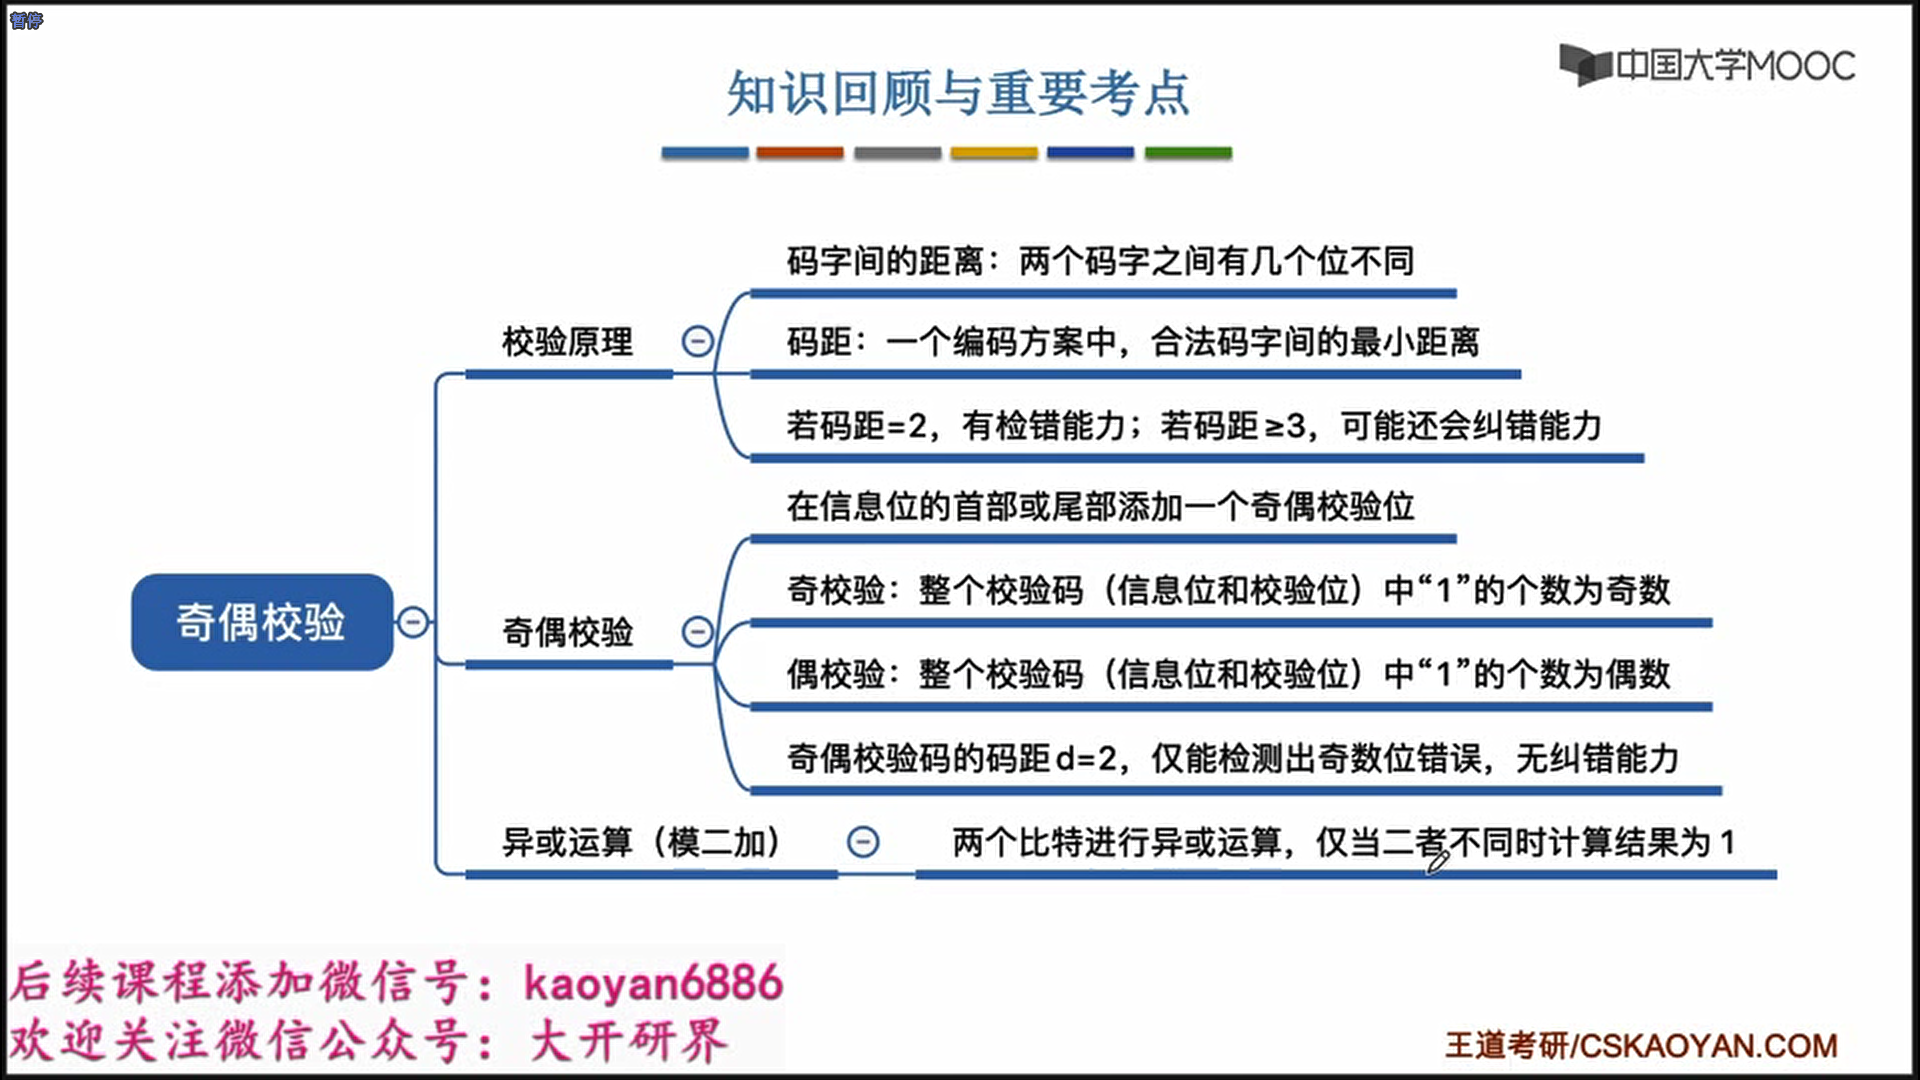 暂停
中国大学MOOC
知识回顾与重要考点
码字间的距离：两个码字之间有几个位不同
校验原理
码距：一个编码方案中，合法码字间的最小距离
若码距=2，有检错能力；若码距≥3，可能还会纠错能力
在信息位的首部或尾部添加一个奇偶校验位
奇校验：整个校验码（信息位和校验位）中“1”的个数为奇数
奇偶校验
奇偶校验
偶校验：整个校验码（信息位和校验位）中“1”的个数为偶数
奇偶校验码的码距d=2，仅能检测出奇数位错误，无纠错能力
异或运算（模二加）
两个比特进行异或运算，仅当二者不同时计算结果为1
后续课程添加微信号：kaoyan6886
欢迎关注微信公众号：大开研界
王道考研/CSKAOYAN.COM